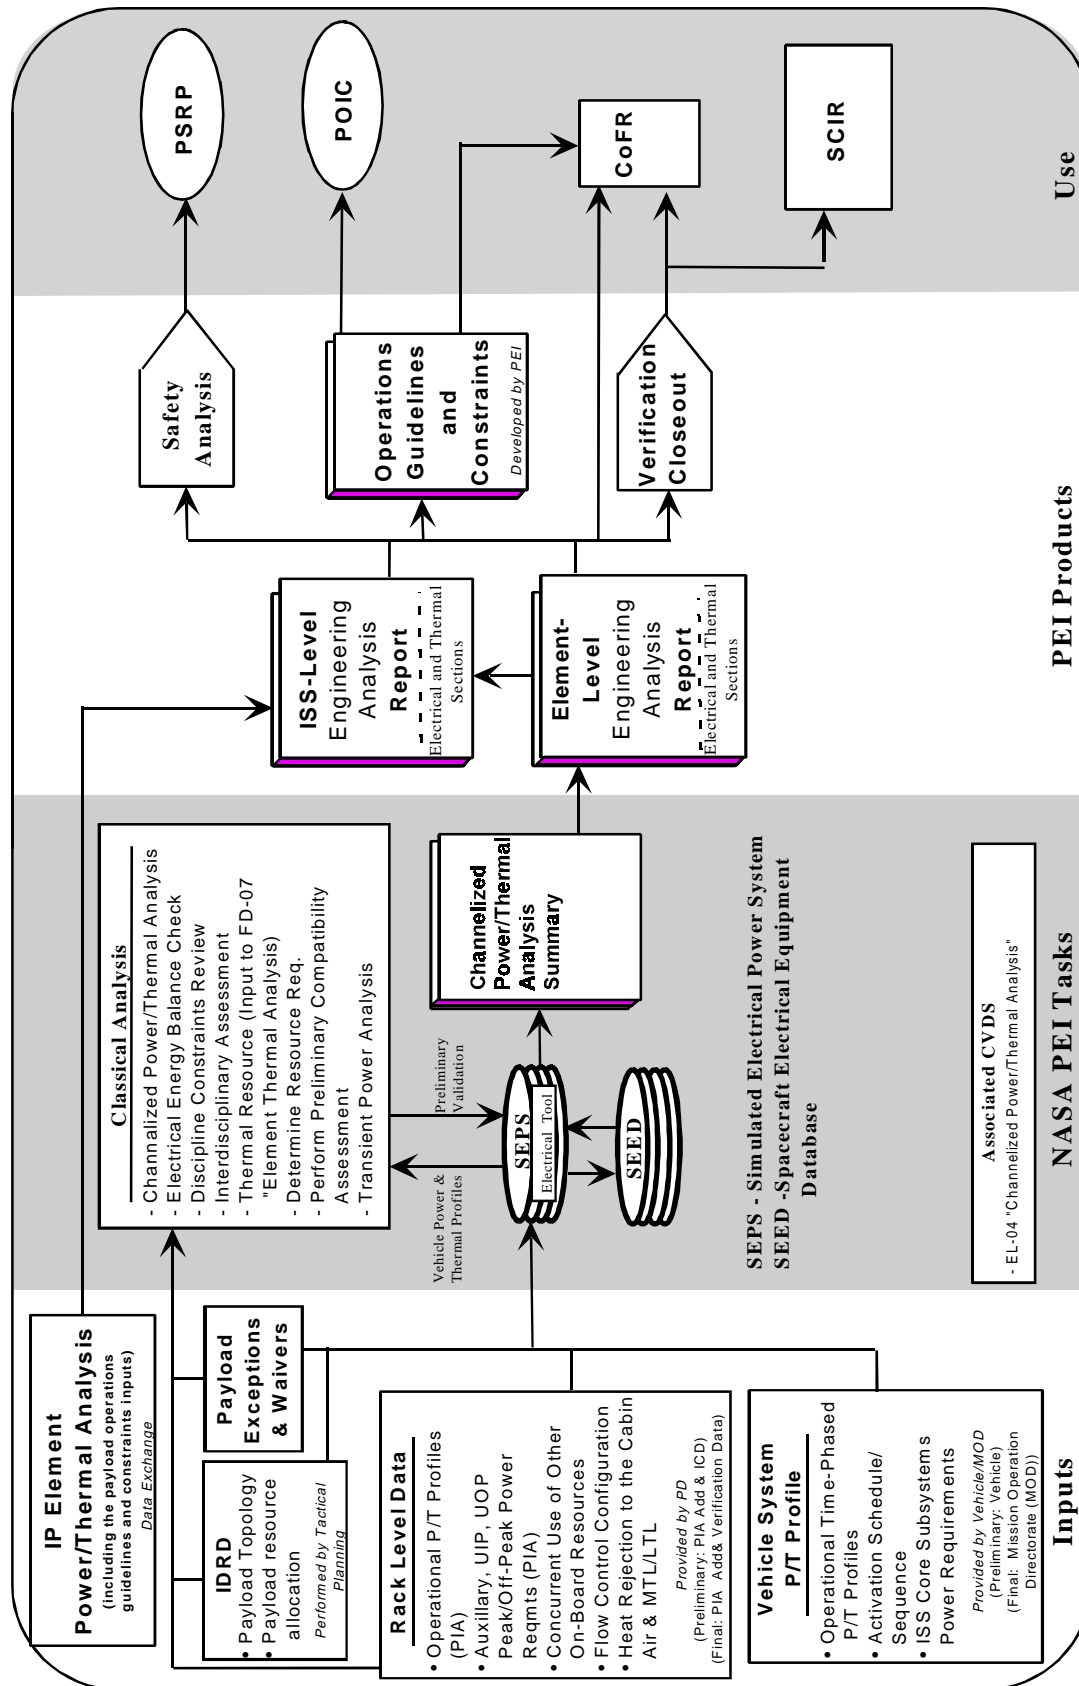 IP Element
Power/Thermal Analysis
(including the payload operations
guidelines and constraints inputs)
Data Exchange
IDRD
• Payload Topology
• Payload resource
allocation
Performed by Tactical
Planning
Payload
Exceptions
& Waivers
Rack Level Data
• Operational P/T Profiles
(PIA)
• Auxillary, UIP, UOP
Peak/Off-Peak Power
Reqmts (PIA)
• Concurrent Use of Other
On-Board Resources
• Flow Control Configuration
• Heat Rejection to the Cabin
Air & MTL/LTL
Provided by PD
(Preliminary: PIA Add & ICD)
(Final: PIA Add& Verification Data)
Vehicle System
P/T Profile
• Operational Time-Phased
P/T Profiles
• Activation Schedule/
Sequence
• ISS Core Subsystems
Power Requirements
Provided by Vehicle/MOD
(Preliminary: Vehicle)
(Final: Mission Operation
Directorate (MOD))
Inputs
Classical Analysis
- Channalized Power/Thermal Analysis
- Electrical Energy Balance Check
- Discipline Constraints Review
- Interdisciplinary Assessment
- Thermal Resource (Input to FD-07
"Element Thermal Analysis)
- Determine Resource Req.
- Perform Preliminary Compatibility
Assessment
- Transient Power Analysis
Vehicle Power &
Thermal Profiles
Preliminary
Validation
SEPS
Electrical Tool
SEED
Channelized
Power/Thermal
Analysis
Summary
SEPS - Simulated Electrical Power System
SEED -Spacecraft Electrical Equipment
Database
Associated CVDS
- EL-04 "Channelized Power/Thermal Analysis"
NASA PEI Tasks
ISS-Level
Engineering
Analysis
Report
Electrical and Thermal
Sections
Element-
Level
Engineering
Analysis
Report
Electrical and Thermal
Sections
Safety
Analysis
Operations
Guidelines
and
Constraints
Developed by PEI
Verification
Closeout
PEI Products
PSRP
POIC
CoFR
SCIR
Use